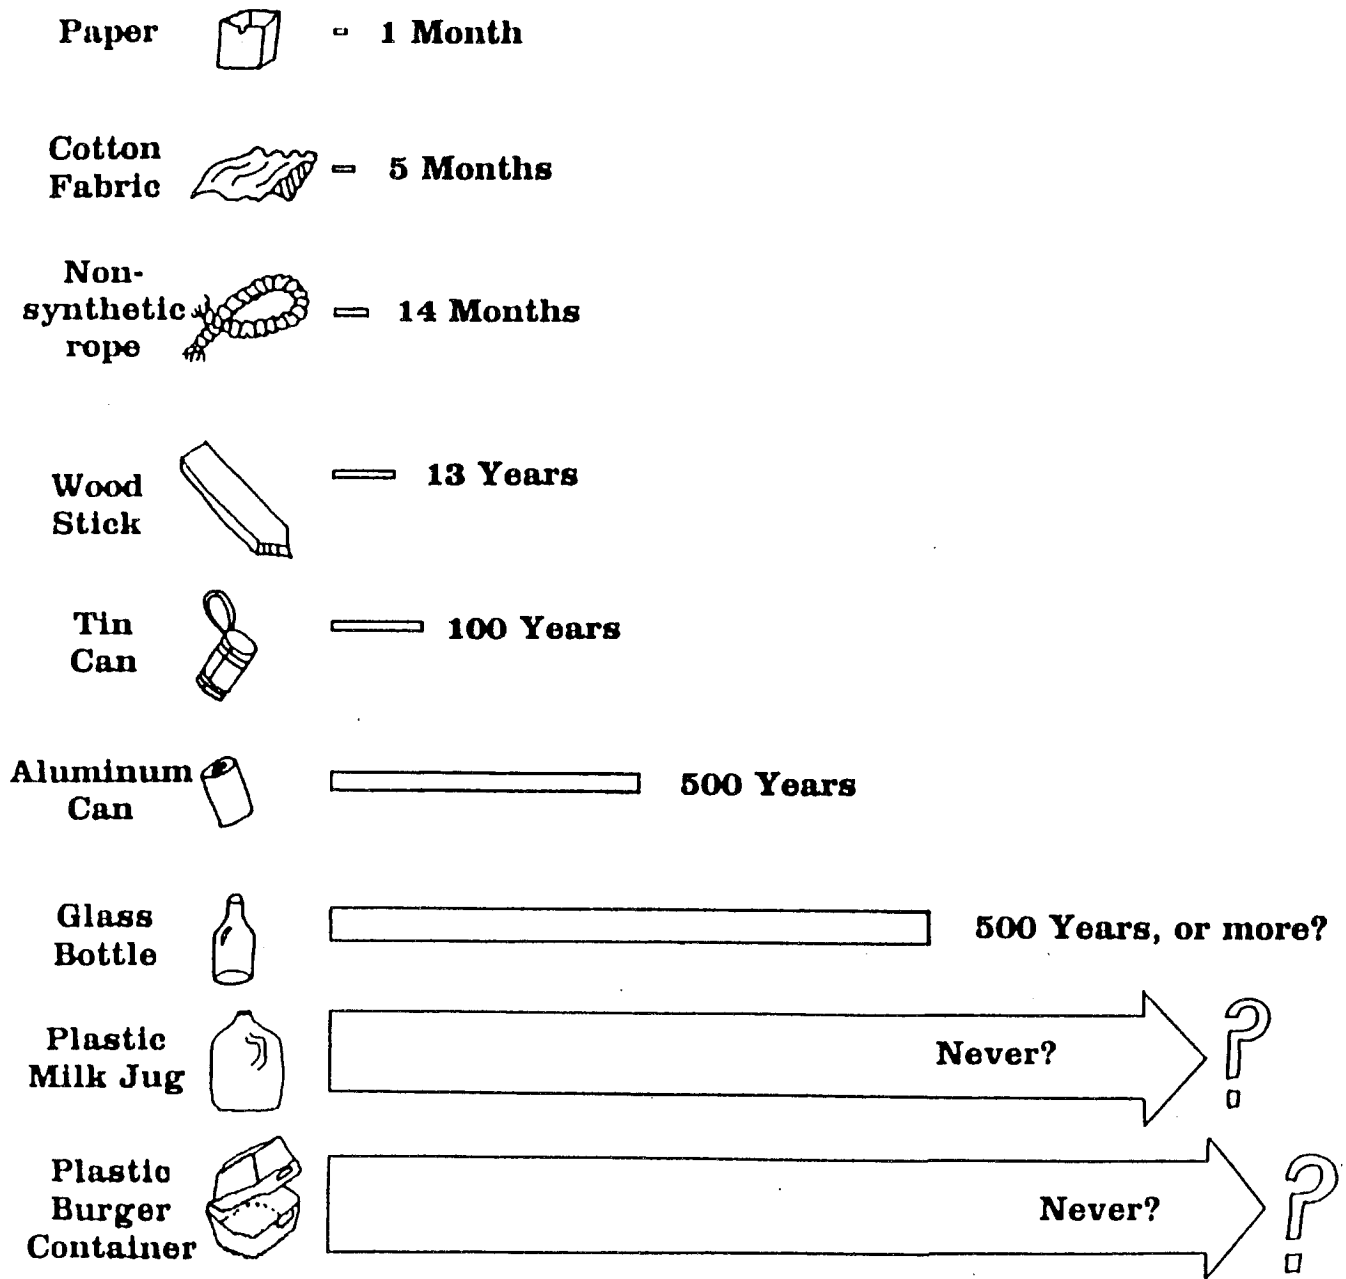 Paper
1 Month
Cotton
Fabric
5 Months
Non-
synthetic
rope
14 Months
Wood
Stick
13 Years
Tin
Can
100 Years
Aluminum
Can
500 Years
Glass
Bottle
500 Years, or more?
Plastic
Milk Jug
Never?
?
Plastic
Burger
Container
Never?
?